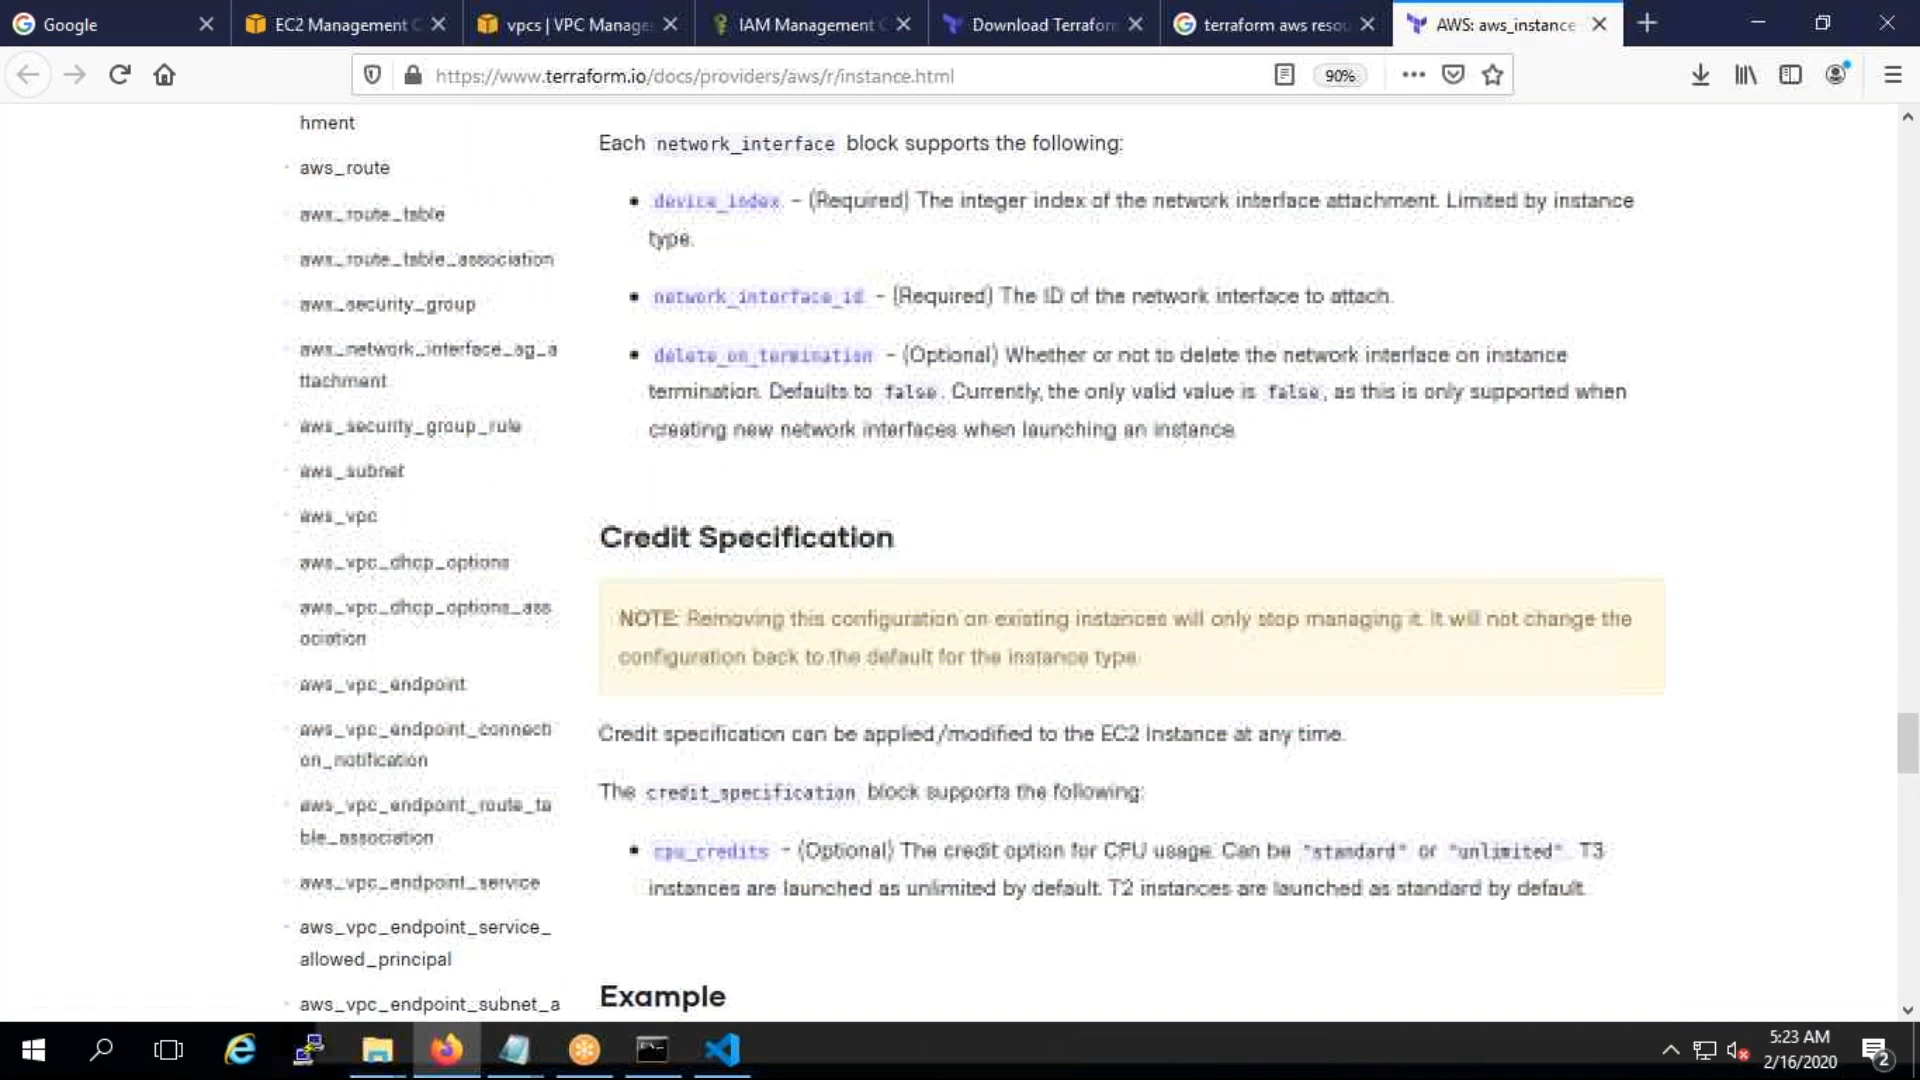 Google
EC2 Management C
vpcs | VPC Manage
IAM Management C
Download Terraform
terraform aws resou
AWS: aws_instance
https://www.terraform.io/docs/providers/aws/r/instance.html
90%
hment
aws_route
aws_route_table
aws_route_table_association
aws_security_group
aws_network_interface_sg_a
ttachment
aws_security_group_rule
aws_subnet
aws_vpc
aws_vpc_dhcp_options
aws_vpc_dhcp_options_ass
ociation
aws_vpc_endpoint
aws_vpc_endpoint_connecti
on_notification
aws_vpc_endpoint_route_ta
ble_association
aws_vpc_endpoint_service
aws_vpc_endpoint_service_
allowed_principal
aws_vpc_endpoint_subnet_a
Each network_interface block supports the following:
device_index - (Required) The integer index of the network interface attachment. Limited by instance
type.
network_interface_id - (Required) The ID of the network interface to attach.
delete_on_termination - (Optional) Whether or not to delete the network interface on instance
termination. Defaults to false. Currently, the only valid value is false, as this is only supported when
creating new network interfaces when launching an instance.
Credit Specification
NOTE: Removing this configuration on existing instances will only stop managing it. It will not change the
configuration back to the default for the instance type.
Credit specification can be applied/modified to the EC2 Instance at any time.
The credit_specification block supports the following:
cpu_credits - (Optional) The credit option for CPU usage. Can be "standard" or "unlimited". T3
instances are launched as unlimited by default. T2 instances are launched as standard by default.
Example
5:23 AM
2/16/2020
2